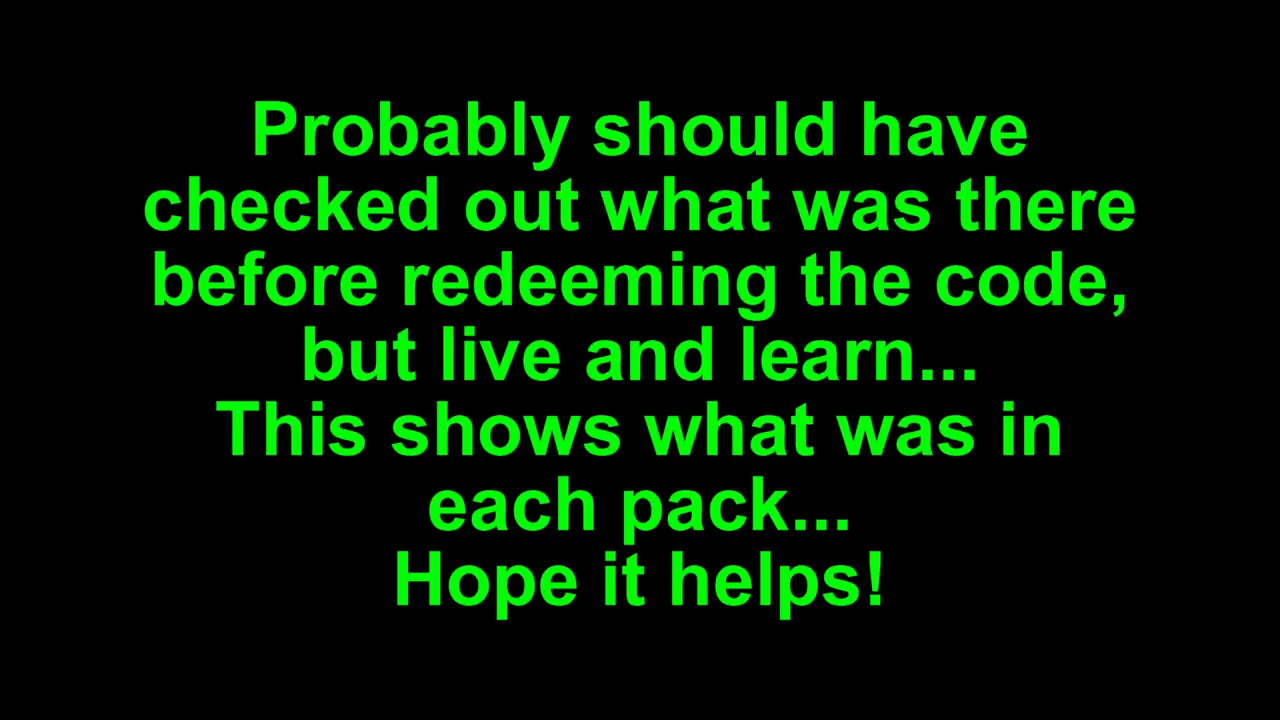 Probably should have
checked out what was there
before redeeming the code,
but live and learn...
This shows what was in
each pack...
Hope it helps!